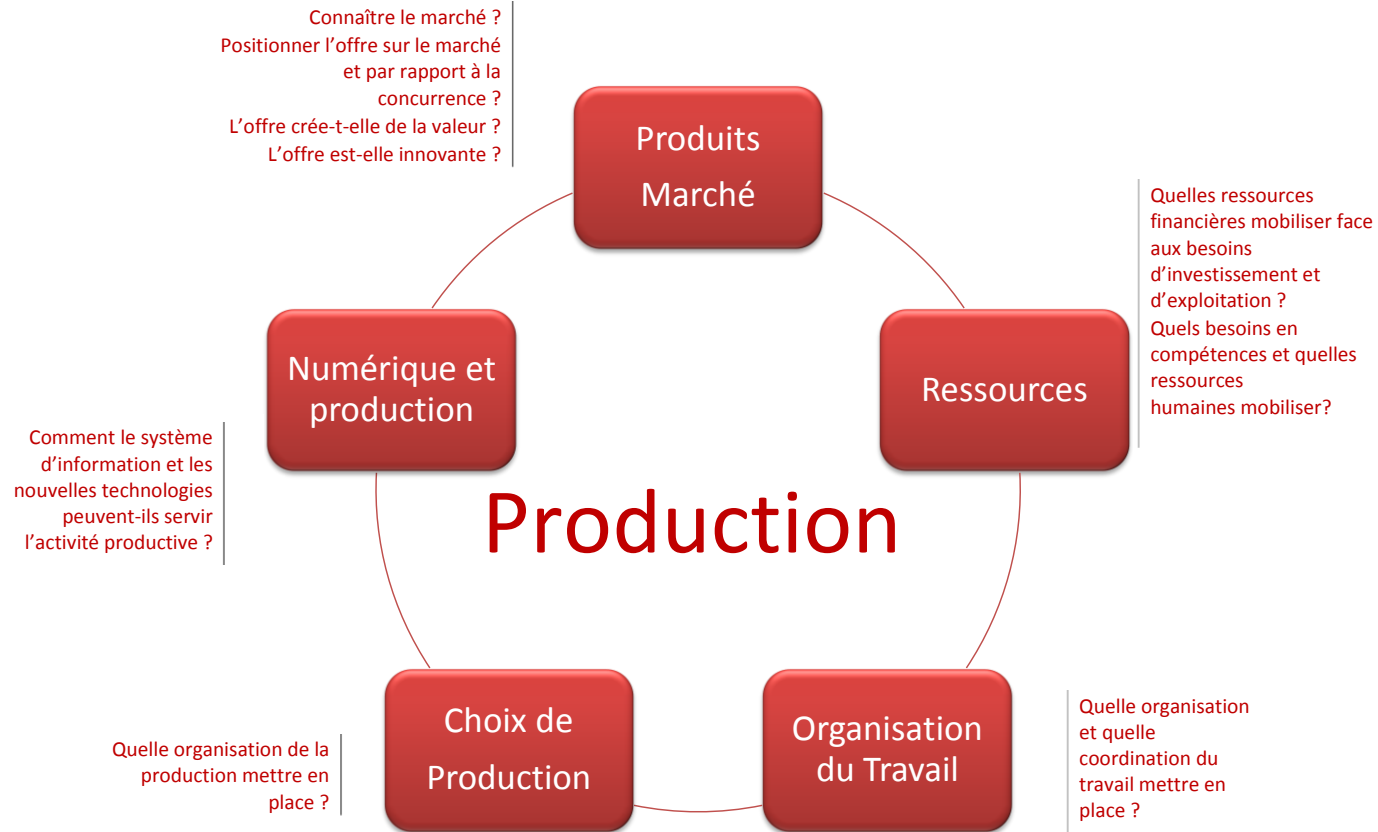 Connaître le marché ?
Positionner l’offre sur le marché
et par rapport à la
concurrence ?
L’offre crée-t-elle de la valeur ?
L’offre est-elle innovante ?
Produits
Marché
Quelles ressources
financières mobiliser face
aux besoins
d’investissement et
d’exploitation ?
Quels besoins en
compétences et quelles
ressources
humaines mobiliser?
Ressources
Numérique et
production
Comment le système
d’information et les
nouvelles technologies
peuvent-ils servir
l’activité productive ?
Production
Choix de
Production
Quelle organisation de la
production mettre en
place ?
Organisation
du Travail
Quelle organisation
et quelle
coordination du
travail mettre en
place ?